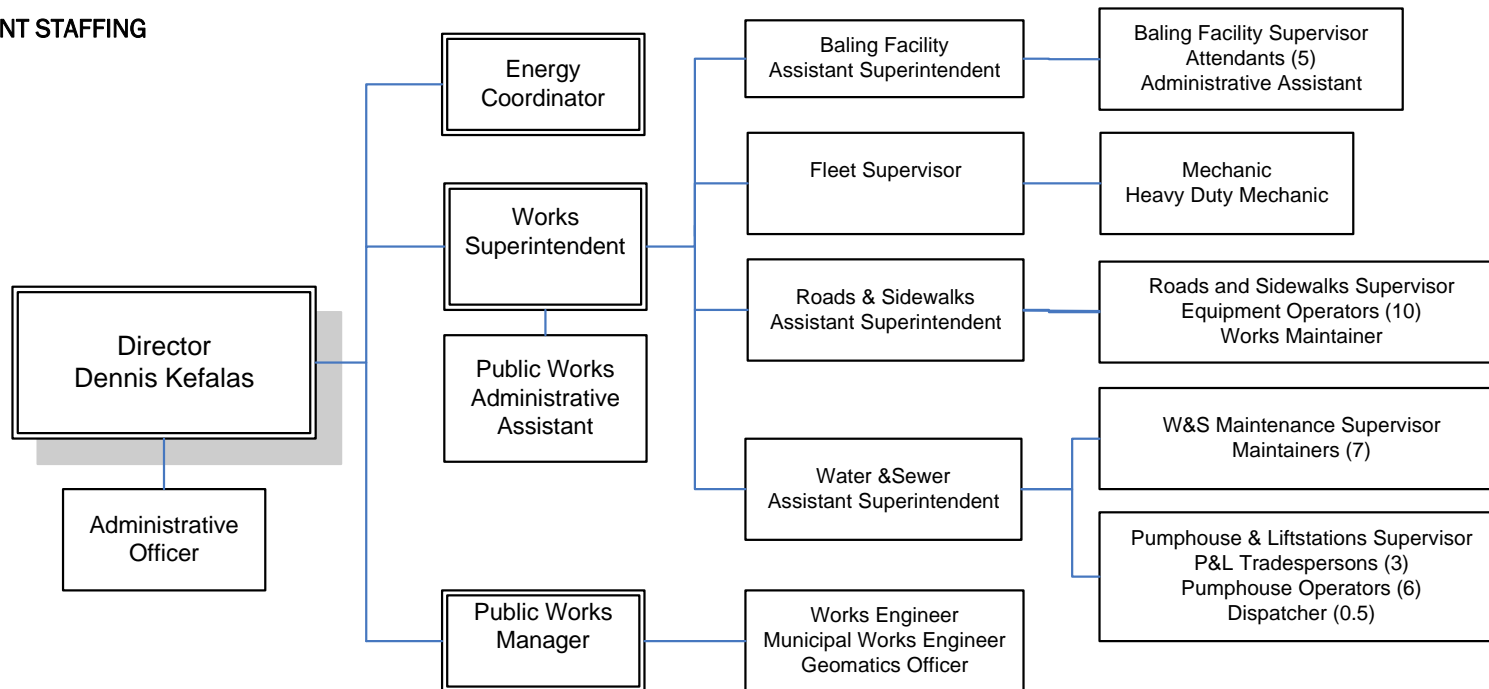 NT STAFFING
Energy
Coordinator
Works
Superintendent
Public Works
Administrative
Assistant
Director
Dennis Kefalas
Administrative
Officer
Public Works
Manager
Baling Facility
Assistant Superintendent
Fleet Supervisor
Roads & Sidewalks
Assistant Superintendent
Water &Sewer
Assistant Superintendent
Works Engineer
Municipal Works Engineer
Geomatics Officer
Baling Facility Supervisor
Attendants (5)
Administrative Assistant
Mechanic
Heavy Duty Mechanic
Roads and Sidewalks Supervisor
Equipment Operators (10)
Works Maintainer
W&S Maintenance Supervisor
Maintainers (7)
Pumphouse & Liftstations Supervisor
P&L Tradespersons (3)
Pumphouse Operators (6)
Dispatcher (0.5)